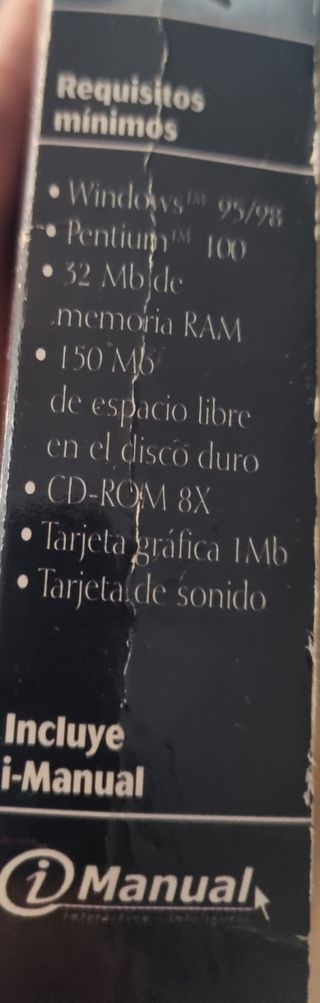 Requisitos
mínimos
• Windows™ 95/98
• Pentium™ 100
• 32 Mb de
memoria RAM
• 150 Mb
de espacio libre
en el disco duro
• CD-ROM 8X
• Tarjeta gráfica 1Mb
• Tarjeta de sonido
Incluye
i-Manual
i Manual